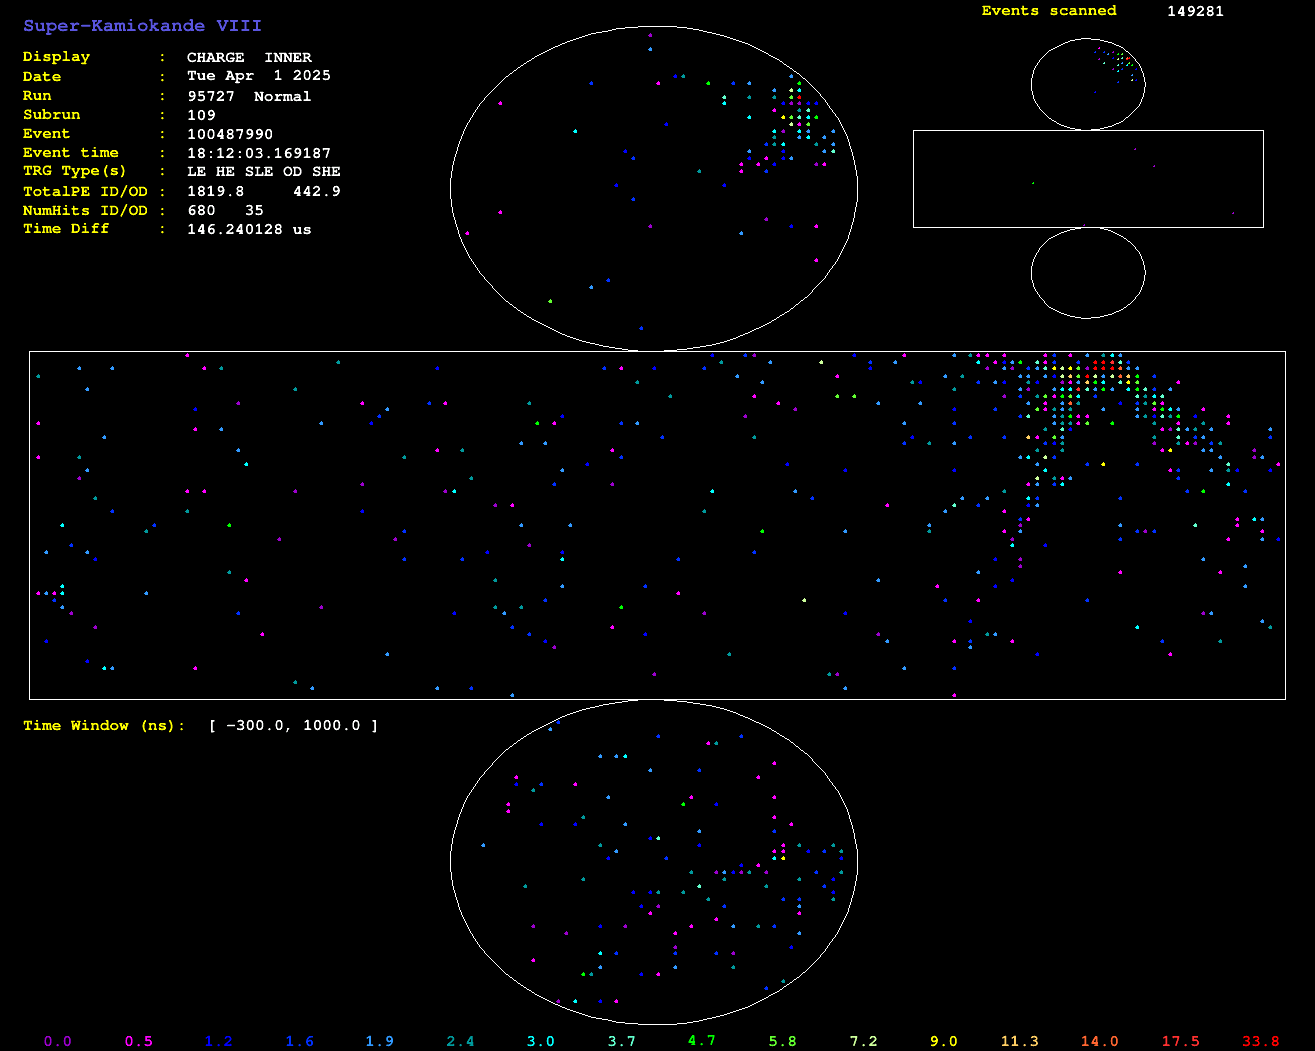 Super-Kamiokande VIII
Events scanned 149281
Display : CHARGE INNER
Date : Tue Apr 1 2025
Run : 95727 Normal
Subrun : 109
Event : 100487990
Event time : 18:12:03.169187
TRG Type(s) : LE HE SLE OD SHE
TotalPE ID/OD : 1819.8 442.9
NumHits ID/OD : 680 35
Time Diff : 146.240128 us
Time Window (ns): [ -300.0, 1000.0 ]
0.0 0.5 1.2 1.6 1.9 2.4 3.0 3.7 4.7 5.8 7.2 9.0 11.3 14.0 17.5 33.8